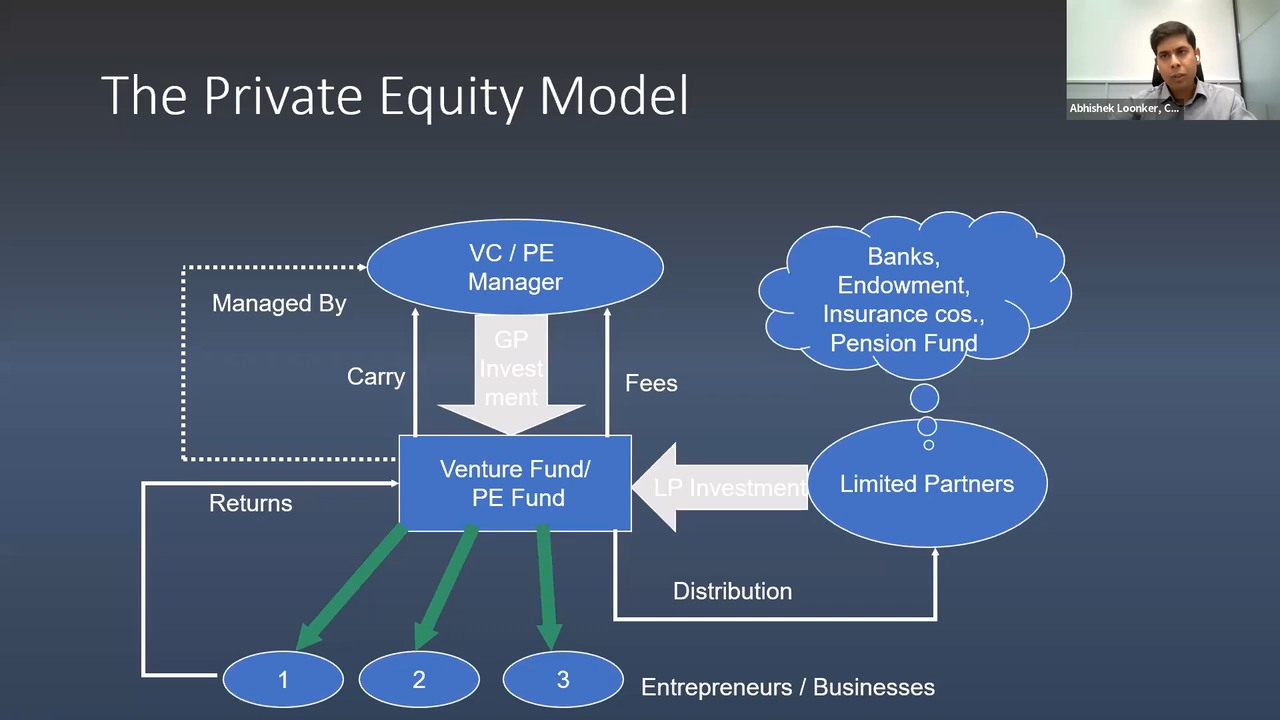 The Private Equity Model
Abhishek Loonker, C...
VC / PE
Manager
Banks,
Endowment,
Insurance cos.,
Pension Fund
Managed By
GP
Invest
ment
Carry
Fees
Venture Fund/
PE Fund
LP Investment
Limited Partners
Returns
Distribution
1
2
3
Entrepreneurs / Businesses